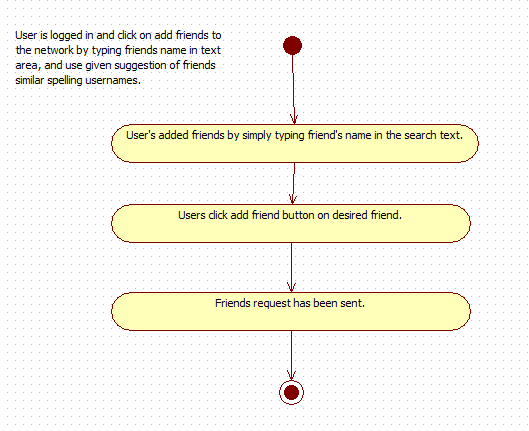 User is logged in and click on add friends to
the network by typing friends name in text
area, and use given suggestion of friends
similar spelling usernames.
User's added friends by simply typing friend's name in the search text.
Users click add friend button on desired friend.
Friends request has been sent.